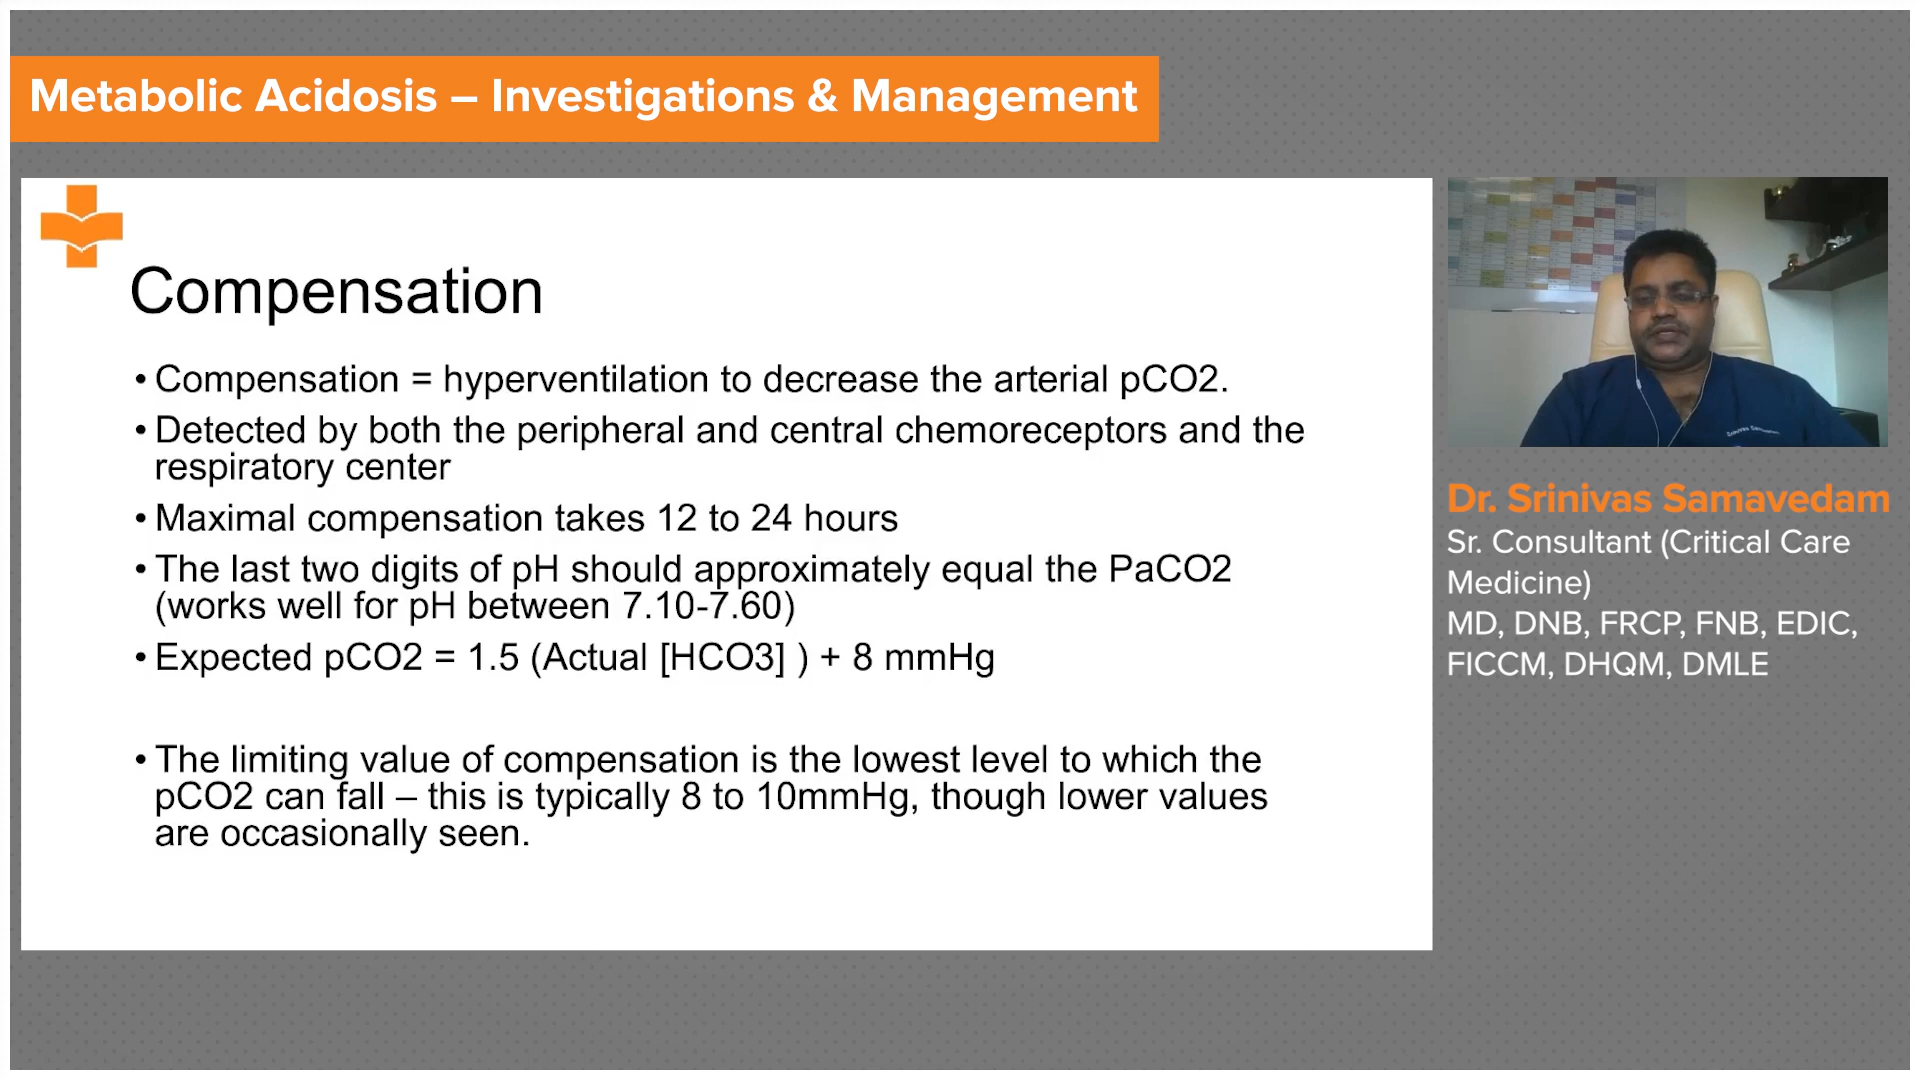 Metabolic Acidosis – Investigations & Management
Compensation
• Compensation = hyperventilation to decrease the arterial pCO2.
• Detected by both the peripheral and central chemoreceptors and the
respiratory center
• Maximal compensation takes 12 to 24 hours
• The last two digits of pH should approximately equal the PaCO2
(works well for pH between 7.10-7.60)
• Expected pCO2 = 1.5 (Actual [HCO3] ) + 8 mmHg
• The limiting value of compensation is the lowest level to which the
pCO2 can fall – this is typically 8 to 10mmHg, though lower values
are occasionally seen.
Dr. Srinivas Samavedam
Sr. Consultant (Critical Care
Medicine)
MD, DNB, FRCP, FNB, EDIC,
FICCM, DHQM, DMLE